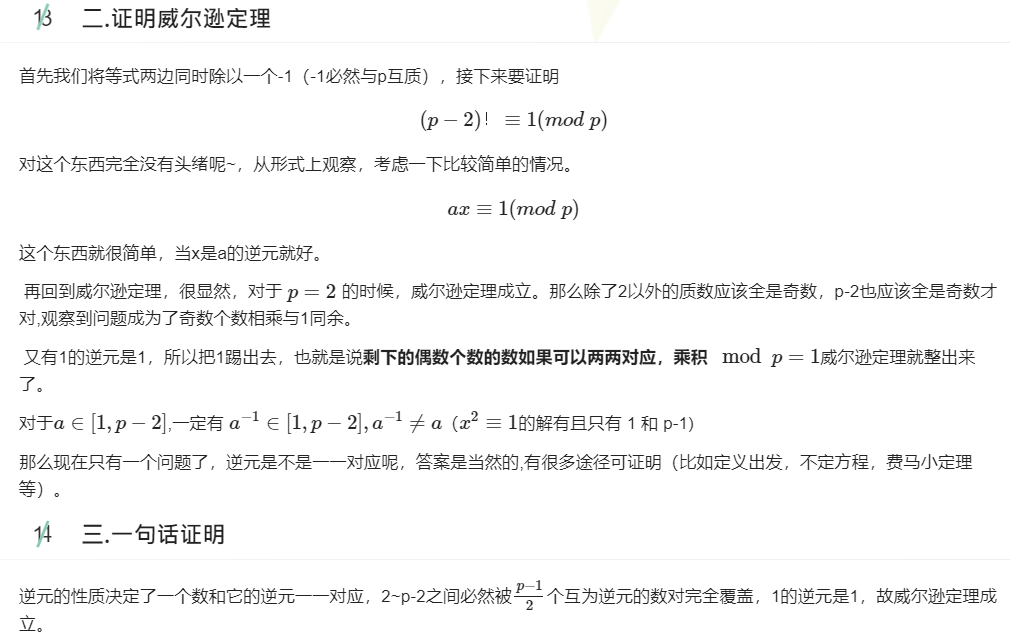 13 二.证明威尔逊定理
首先我们将等式两边同时除以一个-1（-1必然与p互质），接下来要证明
(p − 2)！ ≡ 1(mod p)
对这个东西完全没有头绪呢~，从形式上观察，考虑一下比较简单的情况。
ax ≡ 1(mod p)
这个东西就很简单，当x是a的逆元就好。
再回到威尔逊定理，很显然，对于 p = 2 的时候，威尔逊定理成立。那么除了2以外的质数应该全是奇数，p-2也应该全是奇数才
对,观察到问题成为了奇数个数相乘与1同余。
又有1的逆元是1，所以把1踢出去，也就是说剩下的偶数个数的数如果可以两两对应，乘积 mod p = 1威尔逊定理就整出来
了。
对于a ∈ [1, p − 2],一定有 a⁻¹ ∈ [1, p − 2], a⁻¹ ≠ a（x² ≡ 1的解有且只有 1 和 p-1）
那么现在只有一个问题了，逆元是不是一一对应呢，答案是当然的,有很多途径可证明（比如定义出发，不定方程，费马小定理
等）。
14 三.一句话证明
逆元的性质决定了一个数和它的逆元一一对应，2~p-2之间必然被(p−1)/2个互为逆元的数对完全覆盖，1的逆元是1，故威尔逊定理成
立。